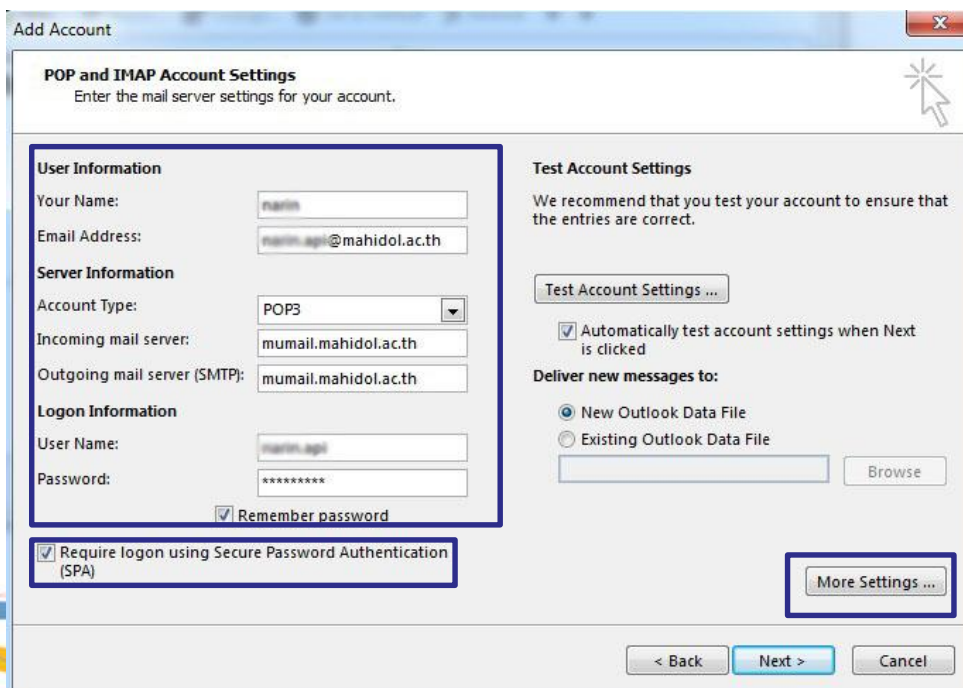 Add Account
POP and IMAP Account Settings
Enter the mail server settings for your account.
User Information
Your Name:
Email Address: @mahidol.ac.th
Server Information
Account Type: POP3
Incoming mail server: mumail.mahidol.ac.th
Outgoing mail server (SMTP): mumail.mahidol.ac.th
Logon Information
User Name:
Password: *********
Remember password
Require logon using Secure Password Authentication
(SPA)
Test Account Settings
We recommend that you test your account to ensure that
the entries are correct.
Test Account Settings ...
Automatically test account settings when Next
is clicked
Deliver new messages to:
New Outlook Data File
Existing Outlook Data File
Browse
More Settings ...
< Back
Next >
Cancel